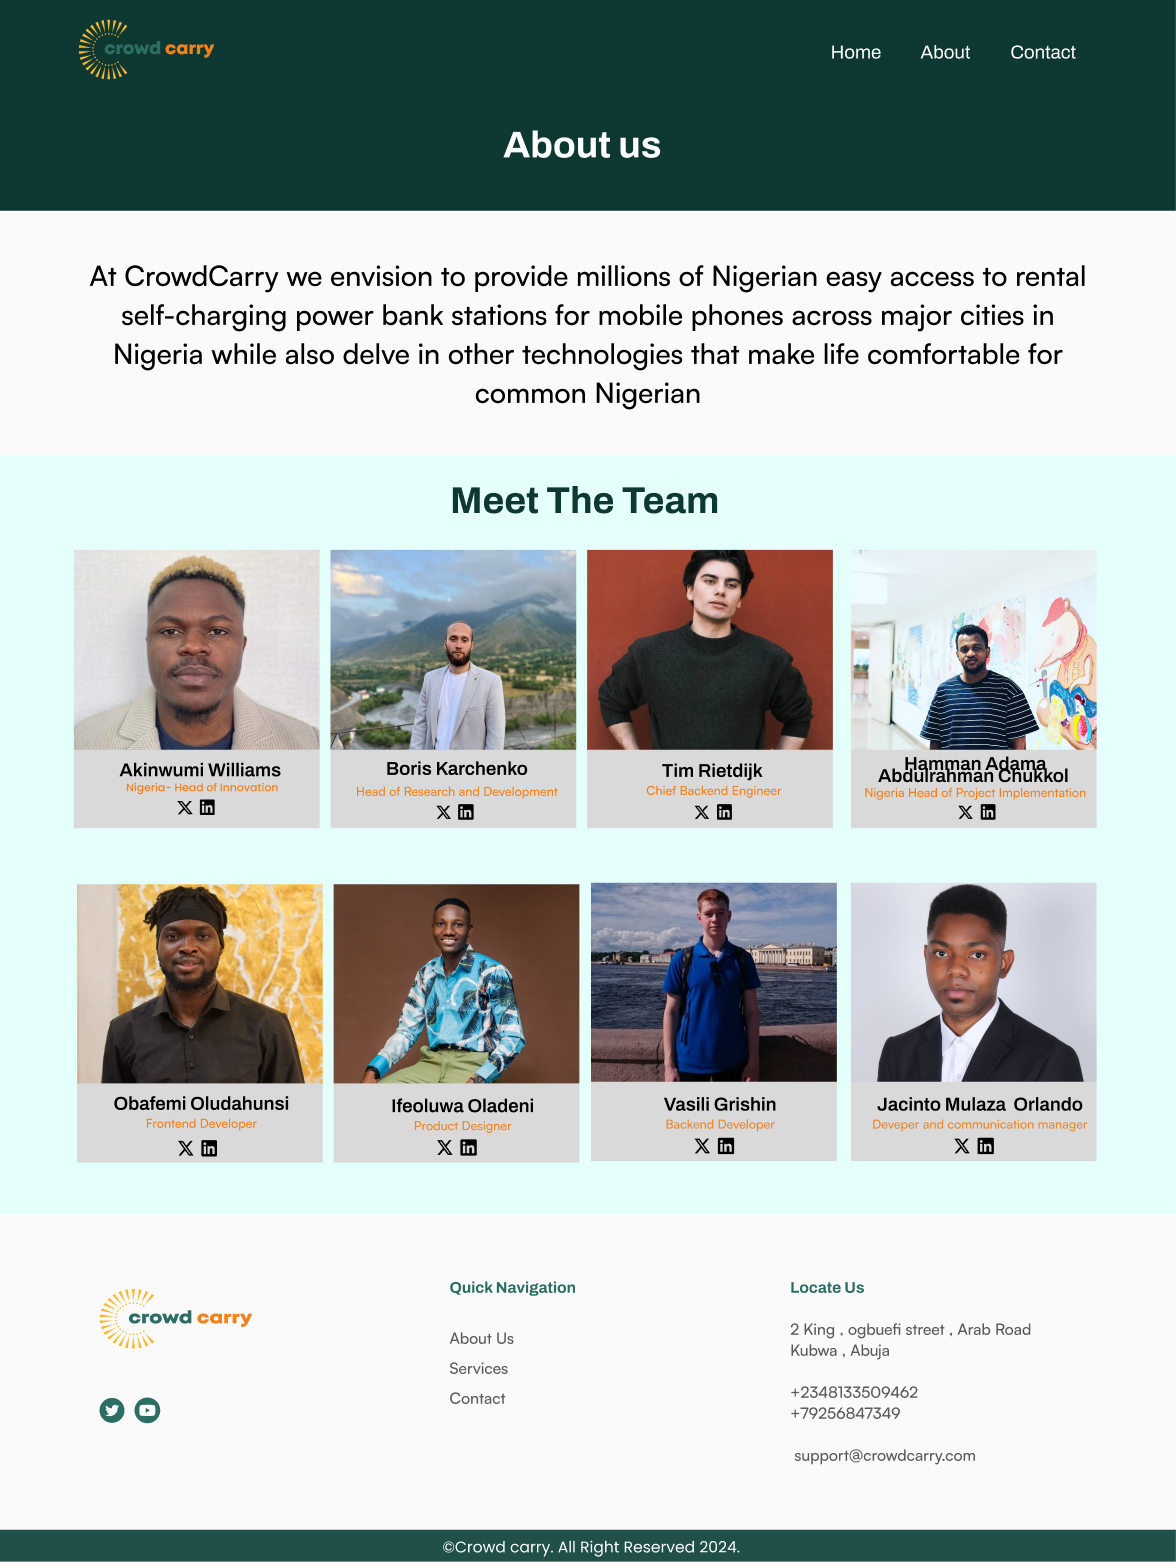 crowd carry
Home About Contact
About us
At CrowdCarry we envision to provide millions of Nigerian easy access to rental
self-charging power bank stations for mobile phones across major cities in
Nigeria while also delve in other technologies that make life comfortable for
common Nigerian
Meet The Team
Akinwumi Williams
Nigeria- Head of Innovation
Boris Karchenko
Head of Research and Development
Tim Rietdijk
Chief Backend Engineer
Hamman Adama
Abdulrahman Chukkol
Nigeria Head of Project Implementation
Obafemi Oludahunsi
Frontend Developer
Ifeoluwa Oladeni
Product Designer
Vasili Grishin
Backend Developer
Jacinto Mulaza Orlando
Deveper and communication manager
crowd carry
Quick Navigation
About Us
Services
Contact
Locate Us
2 King , ogbuefi street , Arab Road
Kubwa , Abuja
+2348133509462
+79256847349
support@crowdcarry.com
©Crowd carry. All Right Reserved 2024.